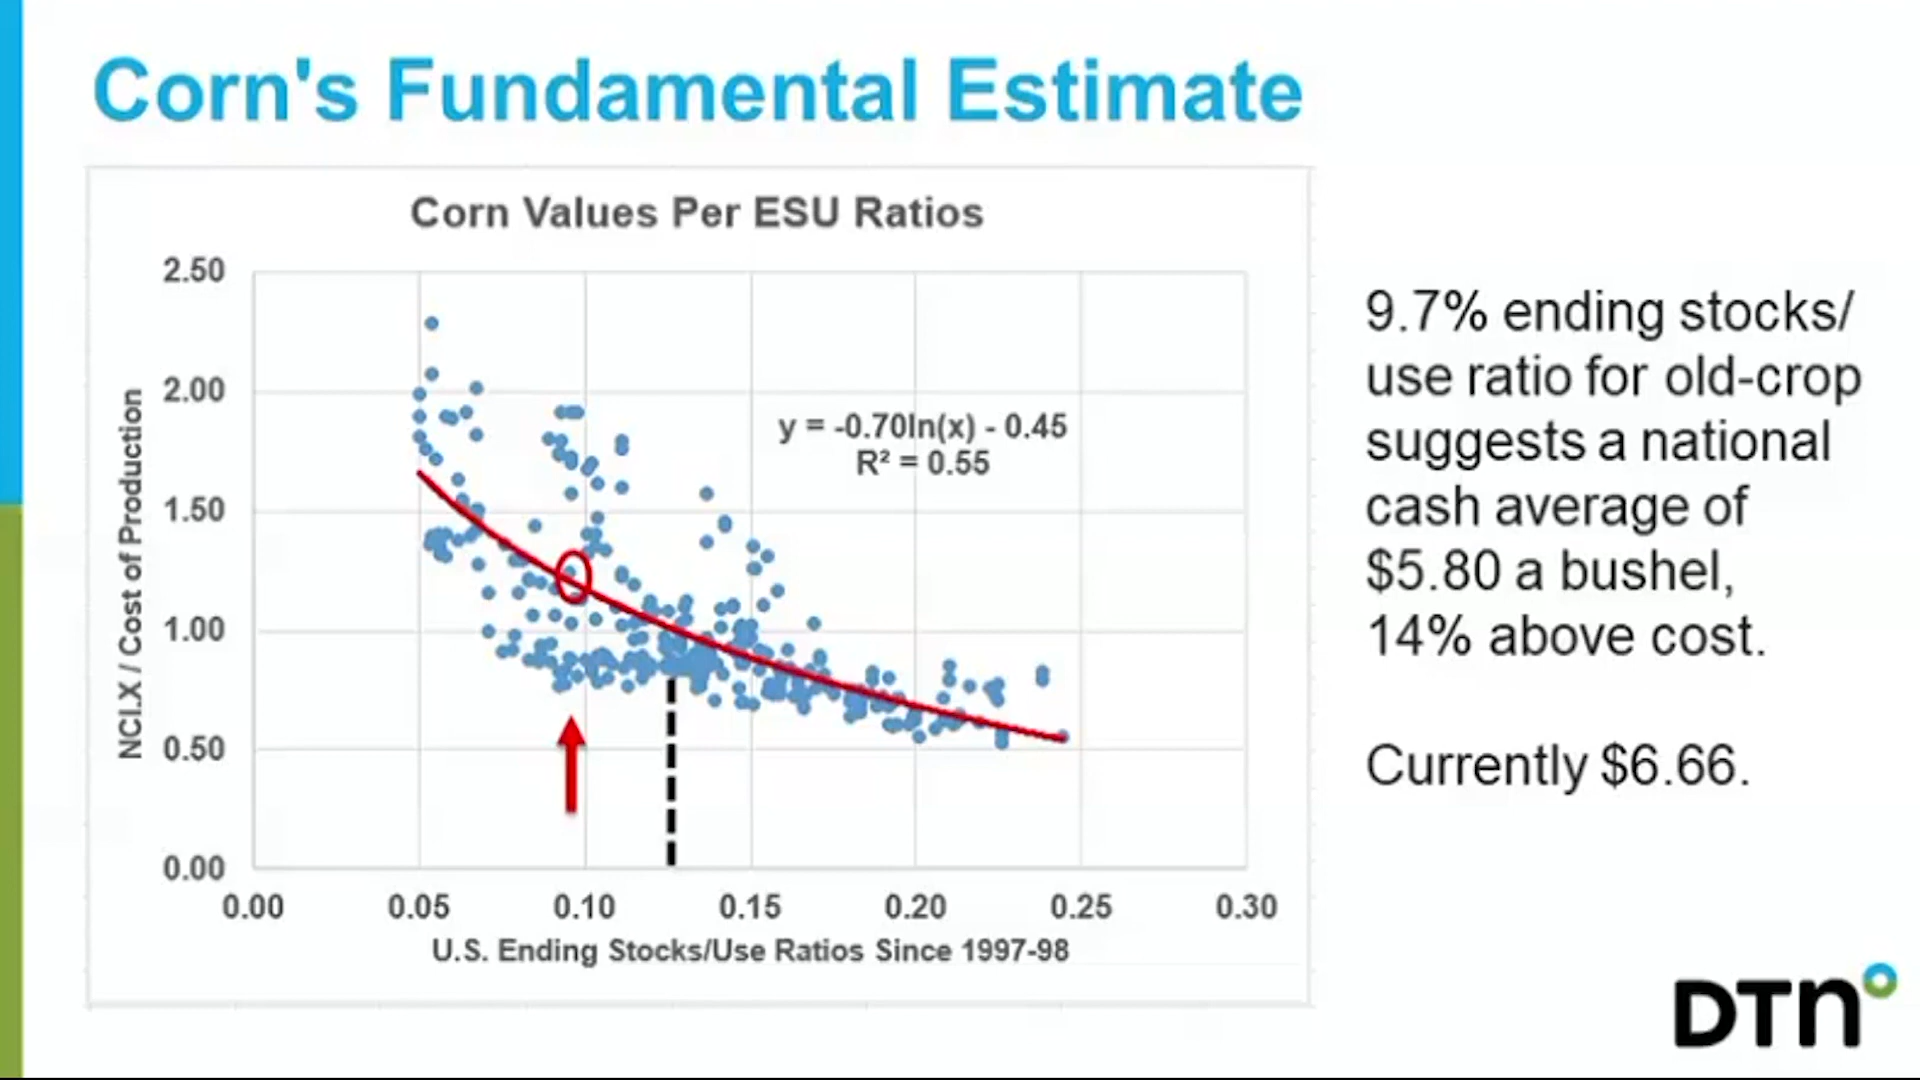 Corn's Fundamental Estimate
Corn Values Per ESU Ratios
2.50
2.00
1.50
1.00
0.50
0.00
NCI.X / Cost of Production
y = -0.70ln(x) - 0.45
R² = 0.55
0.00 0.05 0.10 0.15 0.20 0.25 0.30
U.S. Ending Stocks/Use Ratios Since 1997-98
9.7% ending stocks/
use ratio for old-crop
suggests a national
cash average of
$5.80 a bushel,
14% above cost.
Currently $6.66.
DTN